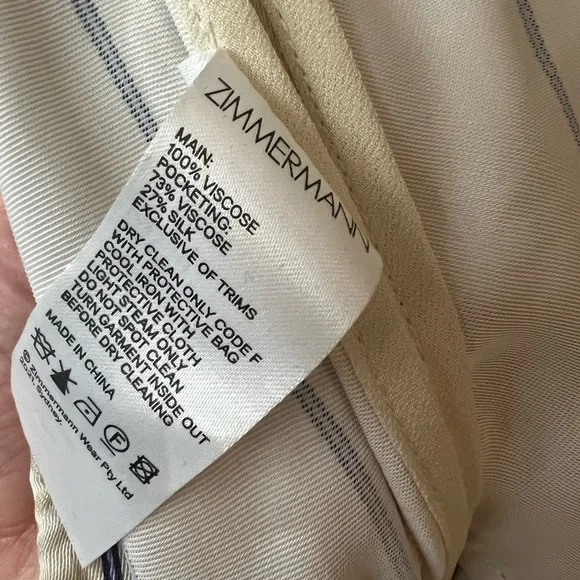 ZIMMERMANN
MAIN:
100% VISCOSE
POCKETING:
73% VISCOSE
27% SILK
EXCLUSIVE OF TRIMS
DRY CLEAN ONLY CODE F
WITH PROTECTIVE BAG
COOL IRON WITH
PROTECTIVE CLOTH
LIGHT STEAM ONLY
DO NOT SPOT CLEAN
TURN GARMENT INSIDE OUT
BEFORE DRY CLEANING
MADE IN CHINA
F
© Zimmermann Wear Pty Ltd
2021 Sydney.